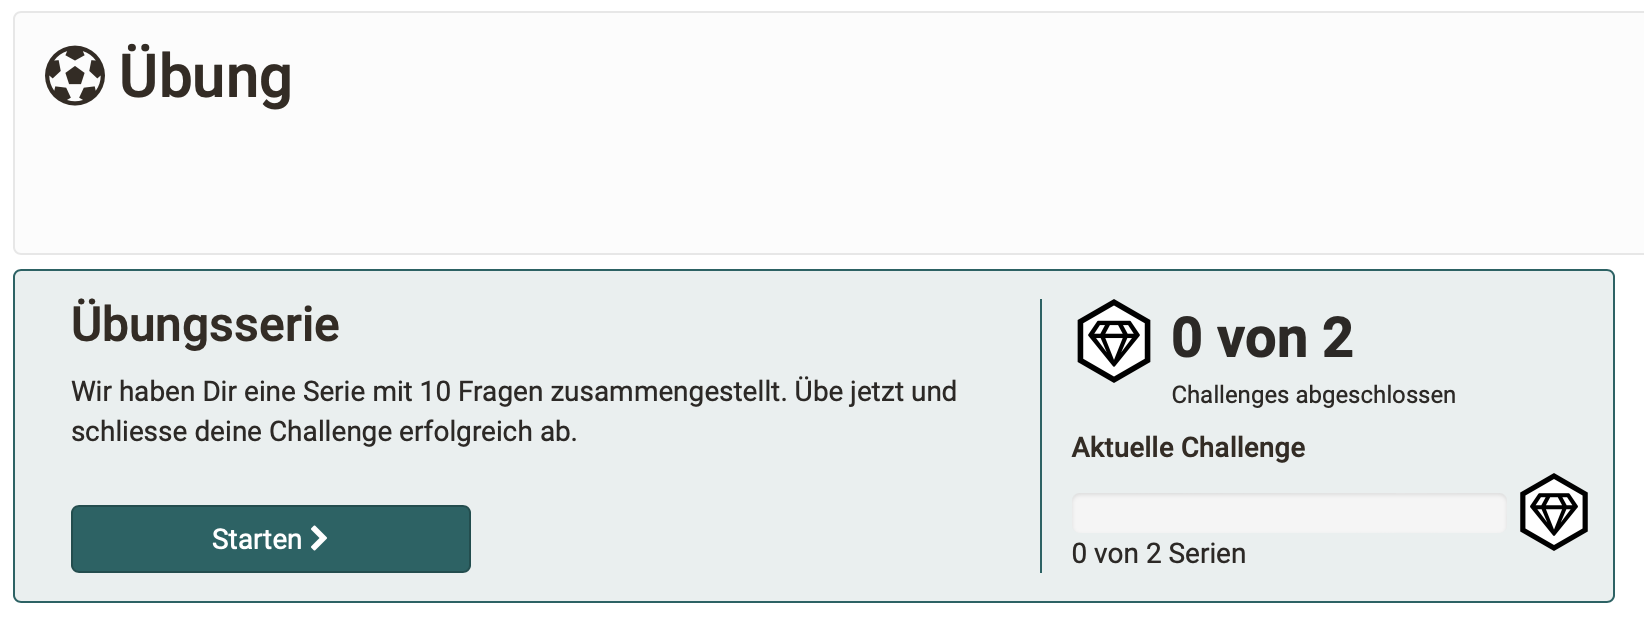 Übung
Übungsserie
Wir haben Dir eine Serie mit 10 Fragen zusammengestellt. Übe jetzt und
schliesse deine Challenge erfolgreich ab.
Starten
0 von 2
Challenges abgeschlossen
Aktuelle Challenge
0 von 2 Serien